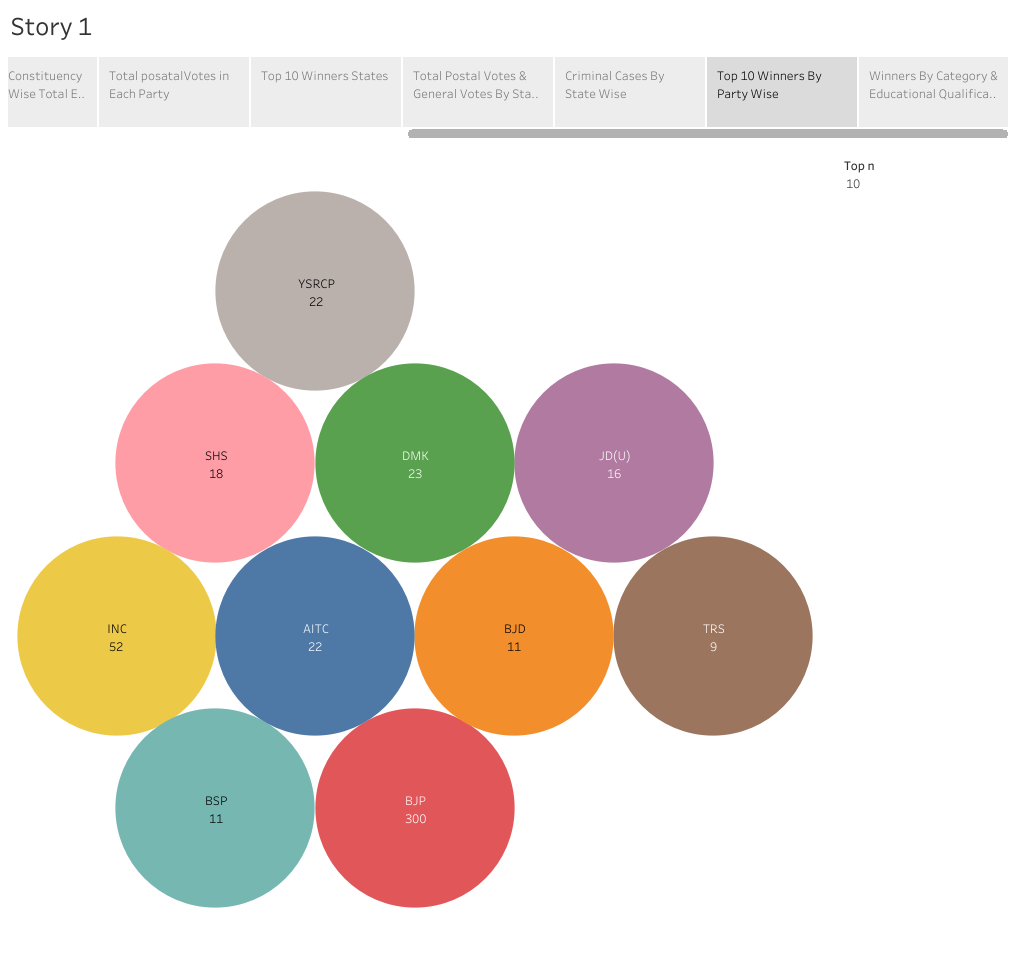 Story 1
Constituency
Wise Total E..
Total posatalVotes in
Each Party
Top 10 Winners States
Total Postal Votes &
General Votes By Sta..
Criminal Cases By
State Wise
Top 10 Winners By
Party Wise
Winners By Category &
Educational Qualifica..
Top n
10
YSRCP
22
SHS
18
DMK
23
JD(U)
16
INC
52
AITC
22
BJD
11
TRS
9
BSP
11
BJP
300